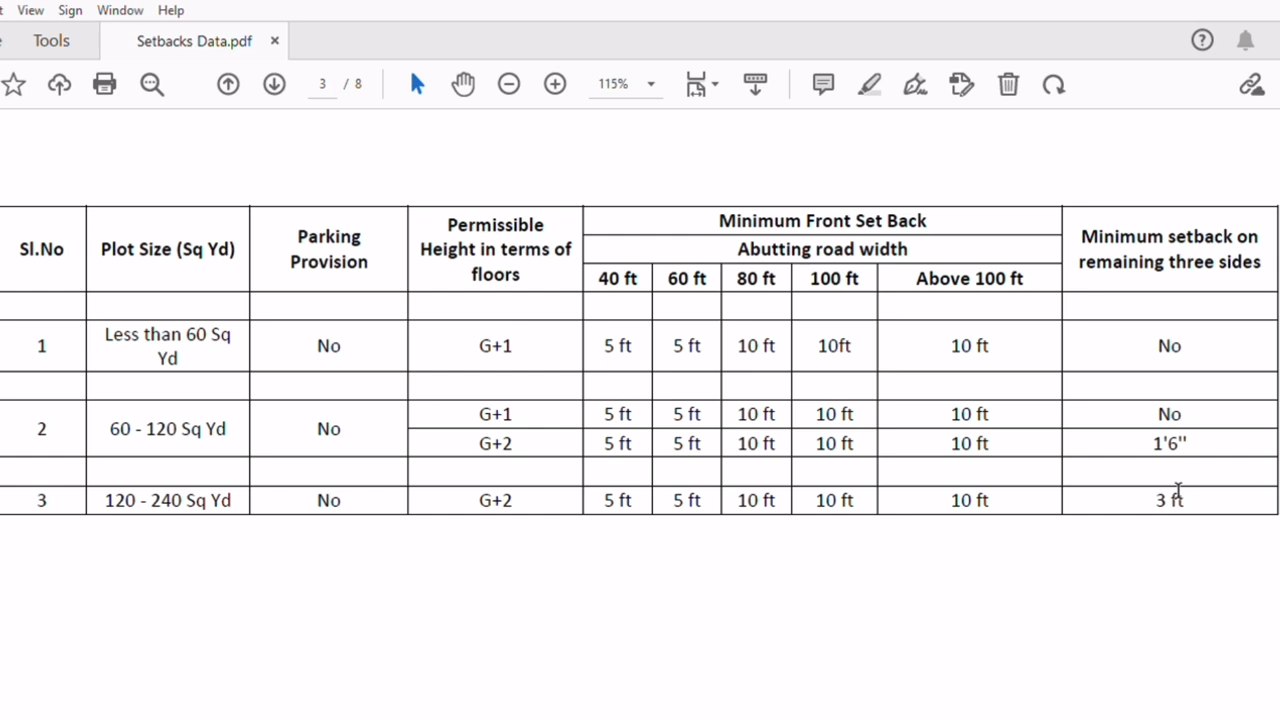 View Sign Window Help
Tools Setbacks Data.pdf ×
3 / 8 115%
Sl.No Plot Size (Sq Yd) Parking Provision Permissible Height in terms of floors Minimum Front Set Back Minimum setback on remaining three sides
Abutting road width
40 ft 60 ft 80 ft 100 ft Above 100 ft
1 Less than 60 Sq Yd No G+1 5 ft 5 ft 10 ft 10ft 10 ft No
2 60 - 120 Sq Yd No G+1 5 ft 5 ft 10 ft 10 ft 10 ft No
G+2 5 ft 5 ft 10 ft 10 ft 10 ft 1'6''
3 120 - 240 Sq Yd No G+2 5 ft 5 ft 10 ft 10 ft 10 ft 3 ft